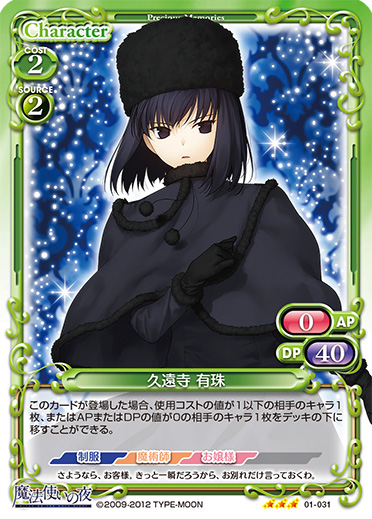 Precious Memories
Character
COST
2
SOURCE
2
0 AP
DP 40
久遠寺 有珠
このカードが登場した場合、使用コストの値が1以下の相手のキャラ1
枚、またはAPまたはDPの値が0の相手のキャラ1枚をデッキの下に
移すことができる。
制服 魔術師 お嬢様
さようなら、お客様。きっと一瞬だろうから、お別れだけ言っておくわ。
魔法使いの夜 ©2009-2012 TYPE-MOON ★★★ 01-031